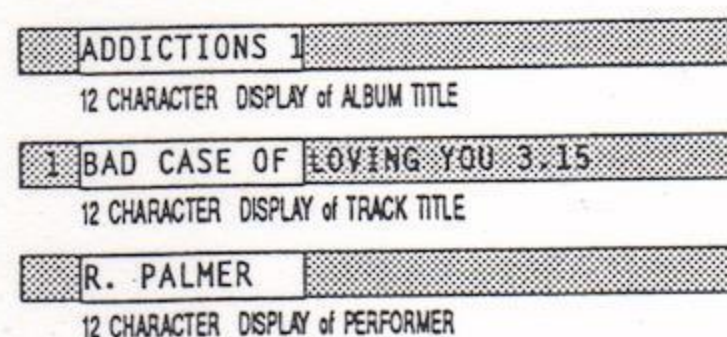 ADDICTIONS 1
12 CHARACTER DISPLAY of ALBUM TITLE
1 BAD CASE OF LOVING YOU 3.15
12 CHARACTER DISPLAY of TRACK TITLE
R. PALMER
12 CHARACTER DISPLAY of PERFORMER